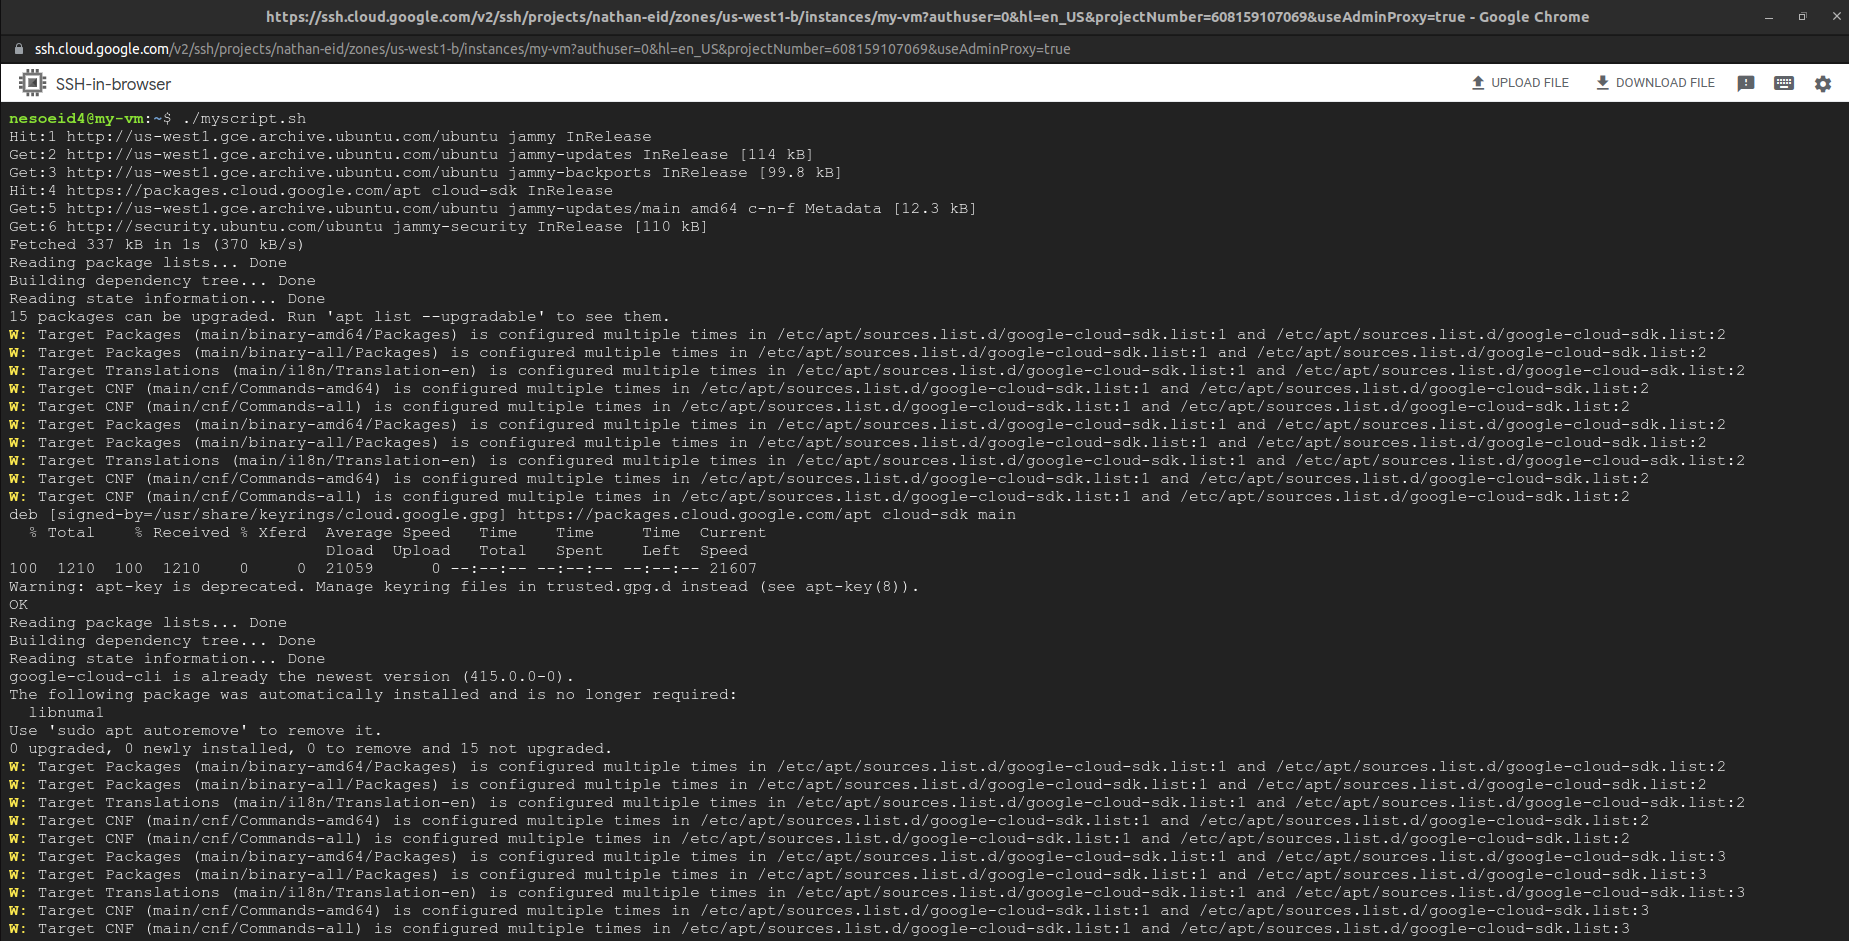 https://ssh.cloud.google.com/v2/ssh/projects/nathan-eid/zones/us-west1-b/instances/my-vm?authuser=0&hl=en_US&projectNumber=608159107069&useAdminProxy=true - Google Chrome
ssh.cloud.google.com/v2/ssh/projects/nathan-eid/zones/us-west1-b/instances/my-vm?authuser=0&hl=en_US&projectNumber=608159107069&useAdminProxy=true
SSH-in-browser UPLOAD FILE DOWNLOAD FILE
nesoeid4@my-vm:~$ ./myscript.sh
Hit:1 http://us-west1.gce.archive.ubuntu.com/ubuntu jammy InRelease
Get:2 http://us-west1.gce.archive.ubuntu.com/ubuntu jammy-updates InRelease [114 kB]
Get:3 http://us-west1.gce.archive.ubuntu.com/ubuntu jammy-backports InRelease [99.8 kB]
Hit:4 https://packages.cloud.google.com/apt cloud-sdk InRelease
Get:5 http://us-west1.gce.archive.ubuntu.com/ubuntu jammy-updates/main amd64 c-n-f Metadata [12.3 kB]
Get:6 http://security.ubuntu.com/ubuntu jammy-security InRelease [110 kB]
Fetched 337 kB in 1s (370 kB/s)
Reading package lists... Done
Building dependency tree... Done
Reading state information... Done
15 packages can be upgraded. Run 'apt list --upgradable' to see them.
W: Target Packages (main/binary-amd64/Packages) is configured multiple times in /etc/apt/sources.list.d/google-cloud-sdk.list:1 and /etc/apt/sources.list.d/google-cloud-sdk.list:2
W: Target Packages (main/binary-all/Packages) is configured multiple times in /etc/apt/sources.list.d/google-cloud-sdk.list:1 and /etc/apt/sources.list.d/google-cloud-sdk.list:2
W: Target Translations (main/i18n/Translation-en) is configured multiple times in /etc/apt/sources.list.d/google-cloud-sdk.list:1 and /etc/apt/sources.list.d/google-cloud-sdk.list:2
W: Target CNF (main/cnf/Commands-amd64) is configured multiple times in /etc/apt/sources.list.d/google-cloud-sdk.list:1 and /etc/apt/sources.list.d/google-cloud-sdk.list:2
W: Target CNF (main/cnf/Commands-all) is configured multiple times in /etc/apt/sources.list.d/google-cloud-sdk.list:1 and /etc/apt/sources.list.d/google-cloud-sdk.list:2
W: Target Packages (main/binary-amd64/Packages) is configured multiple times in /etc/apt/sources.list.d/google-cloud-sdk.list:1 and /etc/apt/sources.list.d/google-cloud-sdk.list:2
W: Target Packages (main/binary-all/Packages) is configured multiple times in /etc/apt/sources.list.d/google-cloud-sdk.list:1 and /etc/apt/sources.list.d/google-cloud-sdk.list:2
W: Target Translations (main/i18n/Translation-en) is configured multiple times in /etc/apt/sources.list.d/google-cloud-sdk.list:1 and /etc/apt/sources.list.d/google-cloud-sdk.list:2
W: Target CNF (main/cnf/Commands-amd64) is configured multiple times in /etc/apt/sources.list.d/google-cloud-sdk.list:1 and /etc/apt/sources.list.d/google-cloud-sdk.list:2
W: Target CNF (main/cnf/Commands-all) is configured multiple times in /etc/apt/sources.list.d/google-cloud-sdk.list:1 and /etc/apt/sources.list.d/google-cloud-sdk.list:2
deb [signed-by=/usr/share/keyrings/cloud.google.gpg] https://packages.cloud.google.com/apt cloud-sdk main
% Total % Received % Xferd Average Speed Time Time Time Current
Dload Upload Total Spent Left Speed
100 1210 100 1210 0 0 21059 0 --:--:-- --:--:-- --:--:-- 21607
Warning: apt-key is deprecated. Manage keyring files in trusted.gpg.d instead (see apt-key(8)).
OK
Reading package lists... Done
Building dependency tree... Done
Reading state information... Done
google-cloud-cli is already the newest version (415.0.0-0).
The following package was automatically installed and is no longer required:
libnuma1
Use 'sudo apt autoremove' to remove it.
0 upgraded, 0 newly installed, 0 to remove and 15 not upgraded.
W: Target Packages (main/binary-amd64/Packages) is configured multiple times in /etc/apt/sources.list.d/google-cloud-sdk.list:1 and /etc/apt/sources.list.d/google-cloud-sdk.list:2
W: Target Packages (main/binary-all/Packages) is configured multiple times in /etc/apt/sources.list.d/google-cloud-sdk.list:1 and /etc/apt/sources.list.d/google-cloud-sdk.list:2
W: Target Translations (main/i18n/Translation-en) is configured multiple times in /etc/apt/sources.list.d/google-cloud-sdk.list:1 and /etc/apt/sources.list.d/google-cloud-sdk.list:2
W: Target CNF (main/cnf/Commands-amd64) is configured multiple times in /etc/apt/sources.list.d/google-cloud-sdk.list:1 and /etc/apt/sources.list.d/google-cloud-sdk.list:2
W: Target CNF (main/cnf/Commands-all) is configured multiple times in /etc/apt/sources.list.d/google-cloud-sdk.list:1 and /etc/apt/sources.list.d/google-cloud-sdk.list:2
W: Target Packages (main/binary-amd64/Packages) is configured multiple times in /etc/apt/sources.list.d/google-cloud-sdk.list:1 and /etc/apt/sources.list.d/google-cloud-sdk.list:3
W: Target Packages (main/binary-all/Packages) is configured multiple times in /etc/apt/sources.list.d/google-cloud-sdk.list:1 and /etc/apt/sources.list.d/google-cloud-sdk.list:3
W: Target Translations (main/i18n/Translation-en) is configured multiple times in /etc/apt/sources.list.d/google-cloud-sdk.list:1 and /etc/apt/sources.list.d/google-cloud-sdk.list:3
W: Target CNF (main/cnf/Commands-amd64) is configured multiple times in /etc/apt/sources.list.d/google-cloud-sdk.list:1 and /etc/apt/sources.list.d/google-cloud-sdk.list:3
W: Target CNF (main/cnf/Commands-all) is configured multiple times in /etc/apt/sources.list.d/google-cloud-sdk.list:1 and /etc/apt/sources.list.d/google-cloud-sdk.list:3